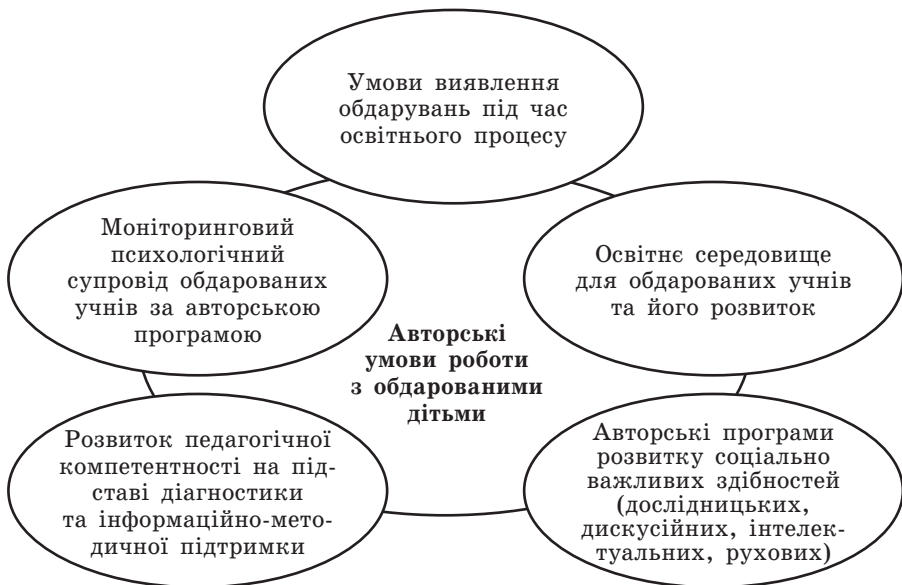 Умови виявлення
обдарувань під час
освітнього процесу
Моніторинговий
психологічний
супровід обдарованих
учнів за авторською
програмою
Освітнє середовище
для обдарованих учнів
та його розвиток
Авторські
умови роботи
з обдарованими
дітьми
Розвиток педагогічної
компетентності на під-
ставі діагностики
та інформаційно-мето-
дичної підтримки
Авторські програми
розвитку соціально
важливих здібностей
(дослідницьких,
дискусійних, інтелек-
туальних, рухових)